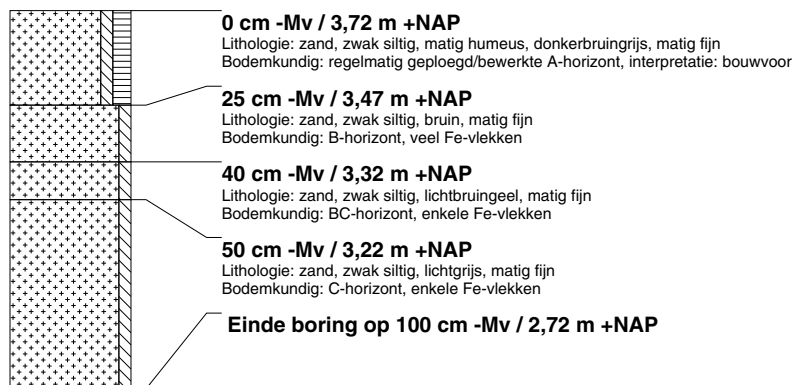 0 cm -Mv / 3,72 m +NAP
Lithologie: zand, zwak siltig, matig humeus, donkerbruingrijs, matig fijn
Bodemkundig: regelmatig geploegd/bewerkte A-horizont, interpretatie: bouwvoor
25 cm -Mv / 3,47 m +NAP
Lithologie: zand, zwak siltig, bruin, matig fijn
Bodemkundig: B-horizont, veel Fe-vlekken
40 cm -Mv / 3,32 m +NAP
Lithologie: zand, zwak siltig, lichtbruingeel, matig fijn
Bodemkundig: BC-horizont, enkele Fe-vlekken
50 cm -Mv / 3,22 m +NAP
Lithologie: zand, zwak siltig, lichtgrijs, matig fijn
Bodemkundig: C-horizont, enkele Fe-vlekken
Einde boring op 100 cm -Mv / 2,72 m +NAP